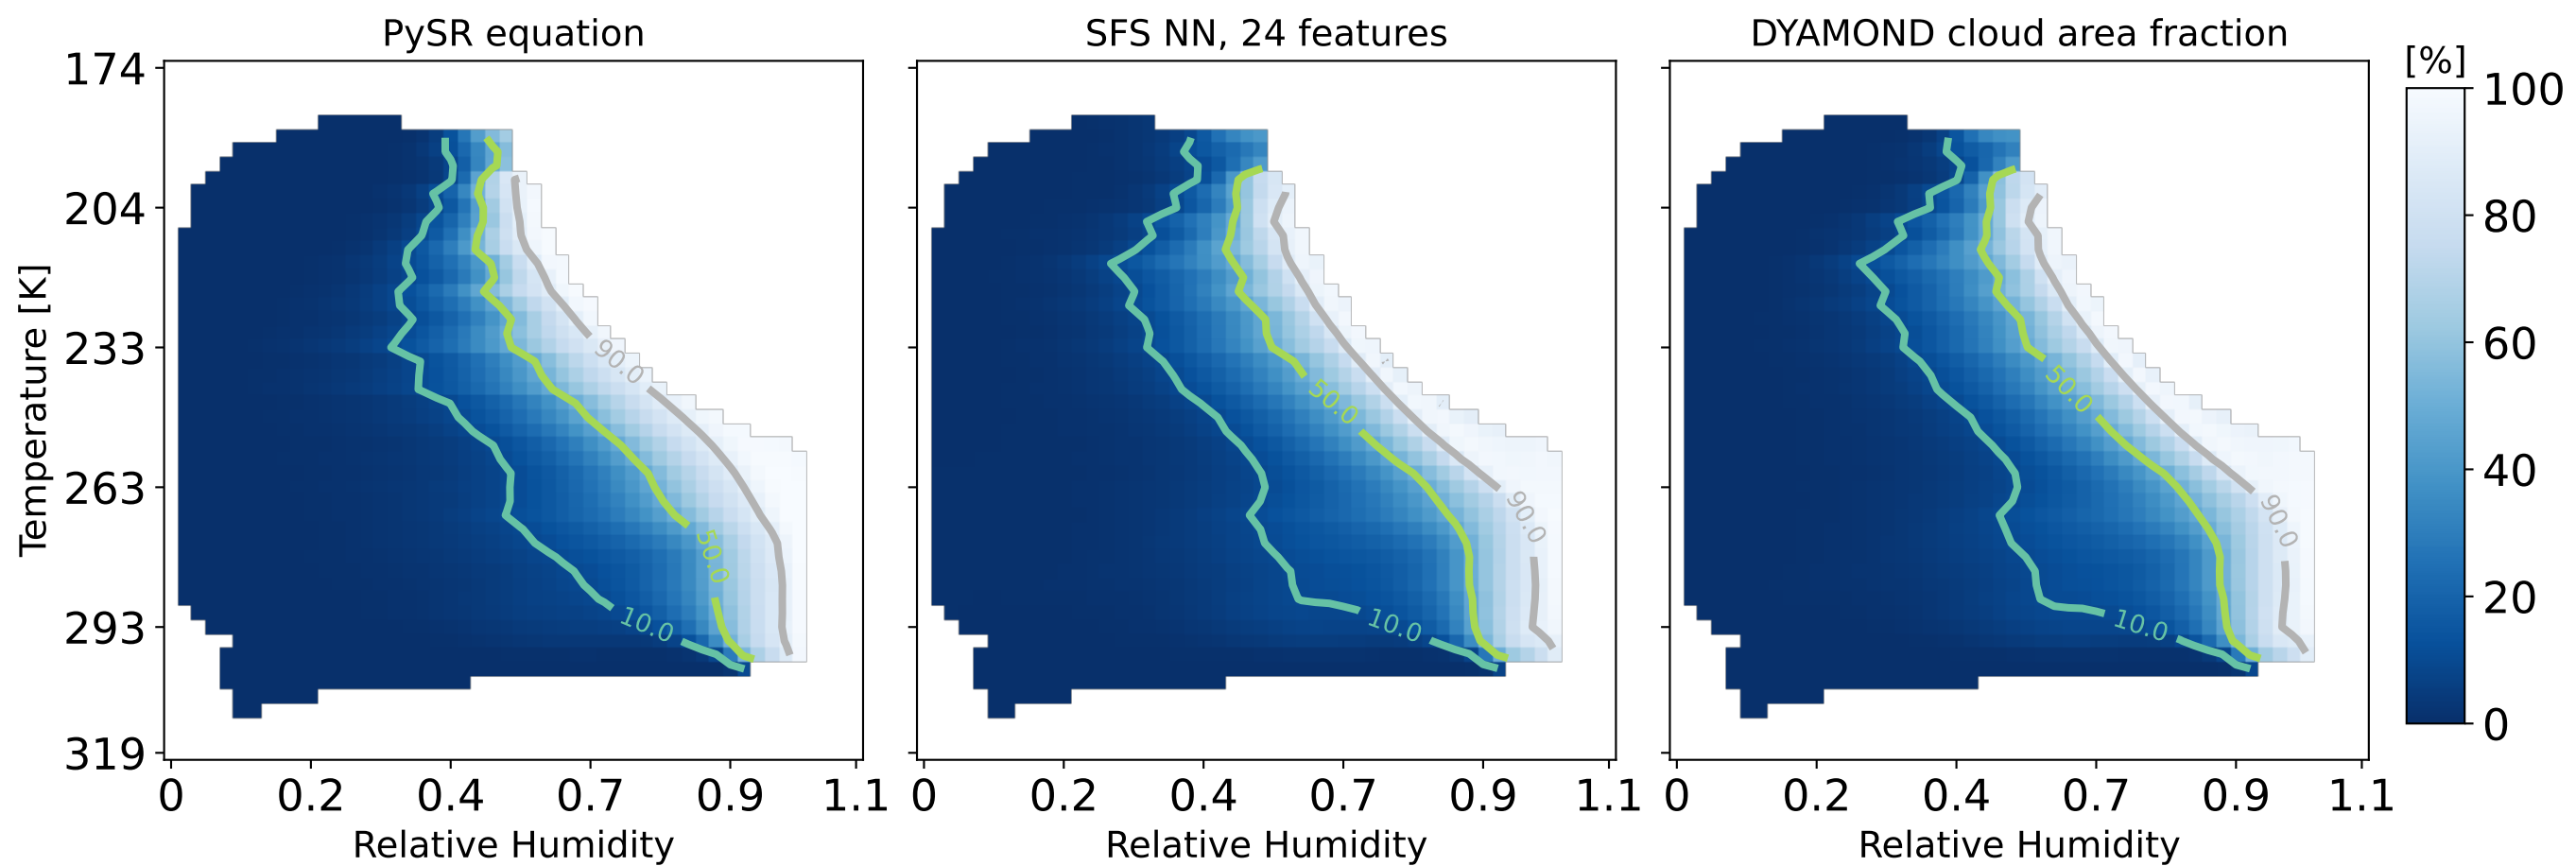 PySR equation
SFS NN, 24 features
DYAMOND cloud area fraction
[%]
Temperature [K]
174
204
233
263
293
319
90.0
50.0
10.0
50.0
90.0
10.0
50.0
90.0
10.0
100
80
60
40
20
0
0 0.2 0.4 0.7 0.9 1.1
0 0.2 0.4 0.7 0.9 1.1
0 0.2 0.4 0.7 0.9 1.1
Relative Humidity
Relative Humidity
Relative Humidity